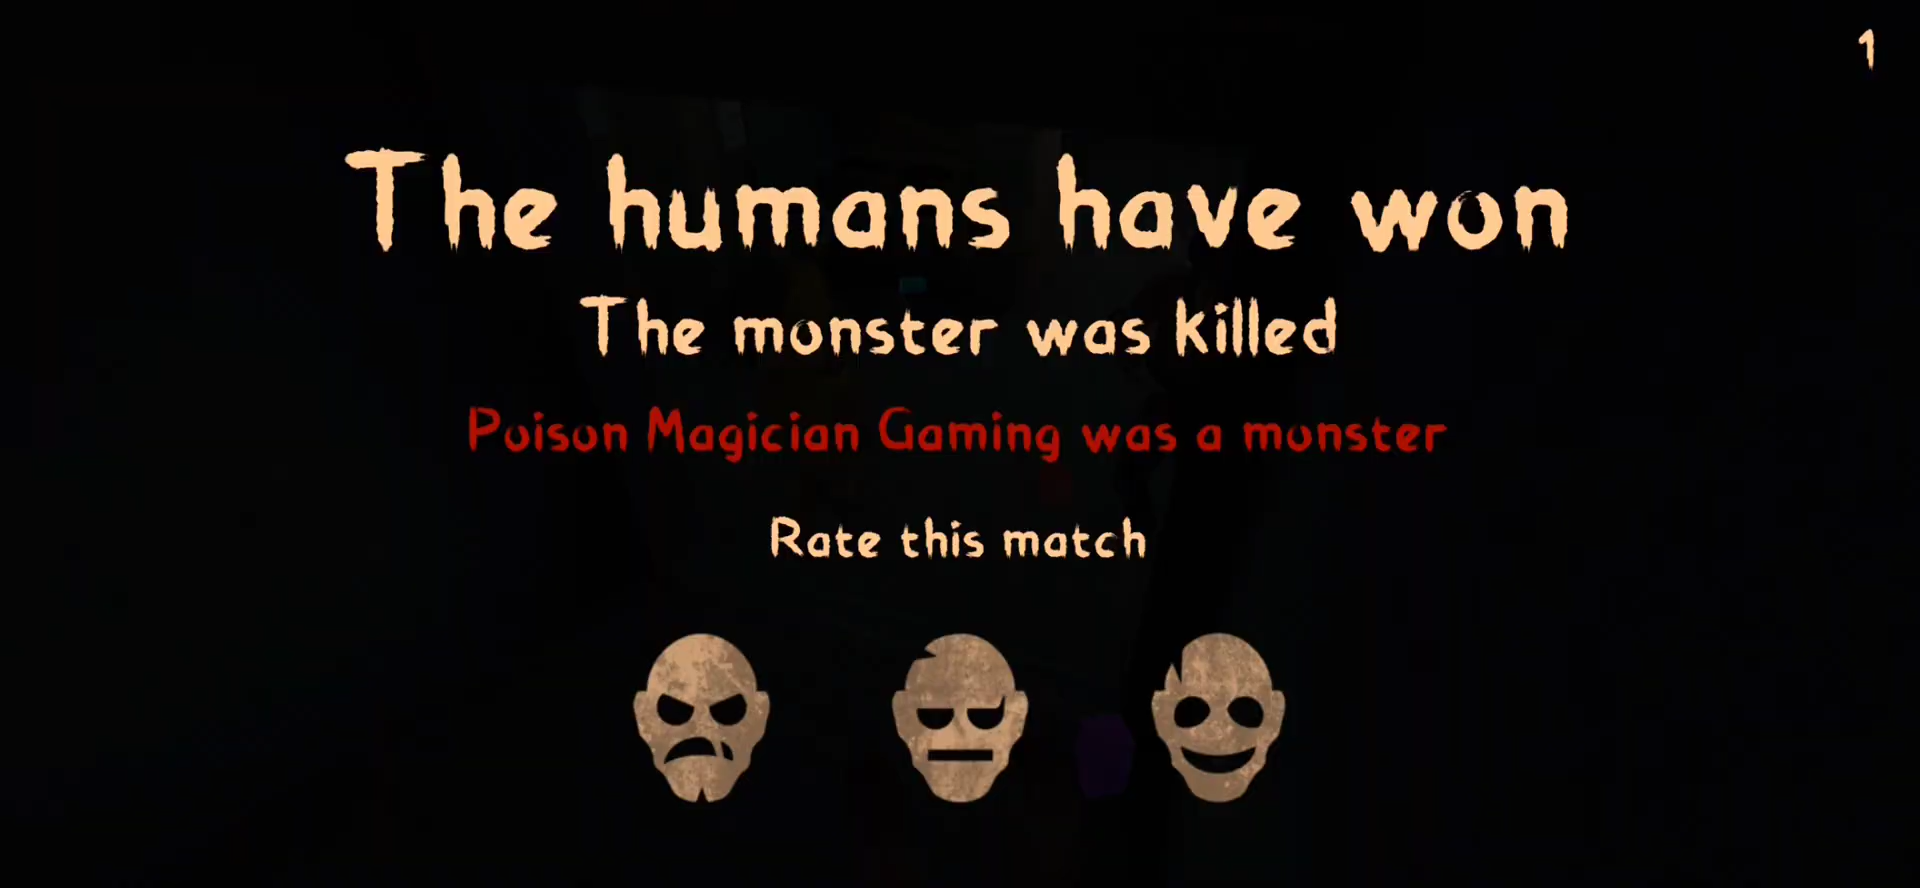 1
The humans have won
The monster was killed
Poison Magician Gaming was a monster
Rate this match